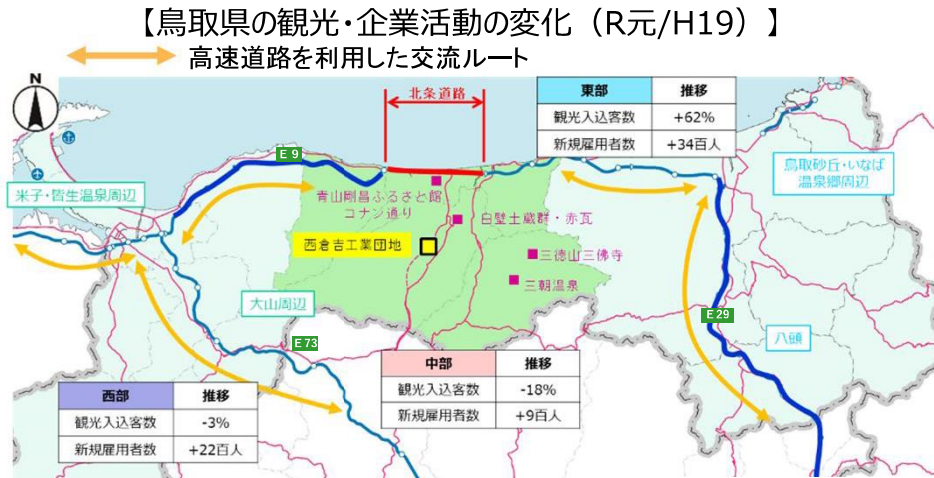 【鳥取県の観光・企業活動の変化（R元/H19）】
高速道路を利用した交流ルート
N
北条道路
東部 推移
観光入込客数 +62%
新規雇用者数 +34百人
E9
鳥取砂丘・いなば
温泉郷周辺
米子・皆生温泉周辺
青山剛昌ふるさと館
コナン通り
白壁土蔵群・赤瓦
西倉吉工業団地
三徳山三佛寺
三朝温泉
大山周辺
E29
E73
八頭
中部 推移
観光入込客数 -18%
新規雇用者数 +9百人
西部 推移
観光入込客数 -3%
新規雇用者数 +22百人